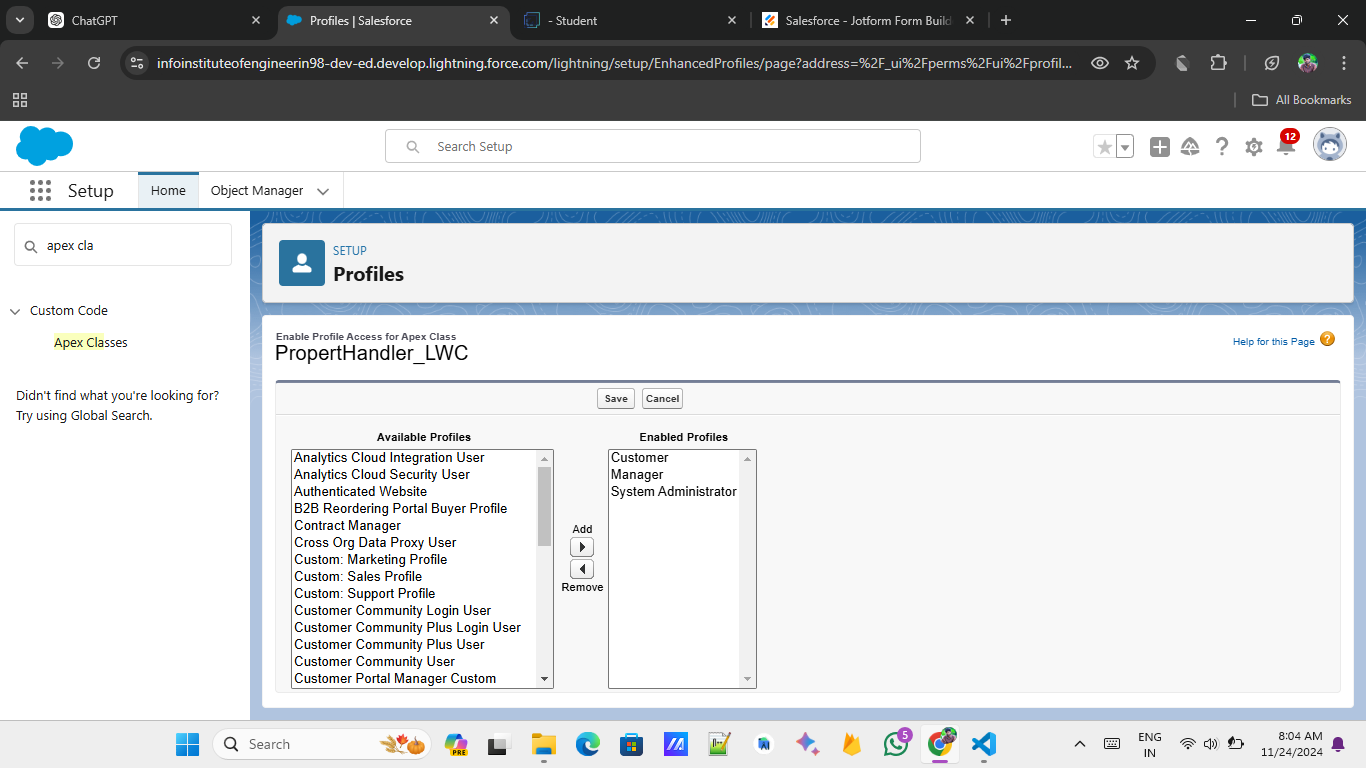 ChatGPT
Profiles | Salesforce
- Student
Salesforce - Jotform Form Build
infoinstituteofengineerin98-dev-ed.develop.lightning.force.com/lightning/setup/EnhancedProfiles/page?address=%2F_ui%2Fperms%2Fui%2Fprofil...
All Bookmarks
Search Setup
12
Setup
Home
Object Manager
apex cla
Custom Code
Apex Classes
Didn't find what you're looking for?
Try using Global Search.
SETUP
Profiles
Enable Profile Access for Apex Class
PropertHandler_LWC
Help for this Page
Save
Cancel
Available Profiles
Analytics Cloud Integration User
Analytics Cloud Security User
Authenticated Website
B2B Reordering Portal Buyer Profile
Contract Manager
Cross Org Data Proxy User
Custom: Marketing Profile
Custom: Sales Profile
Custom: Support Profile
Customer Community Login User
Customer Community Plus Login User
Customer Community Plus User
Customer Community User
Customer Portal Manager Custom
Add
Remove
Enabled Profiles
Customer
Manager
System Administrator
Search
PRE
5
ENG
IN
8:04 AM
11/24/2024